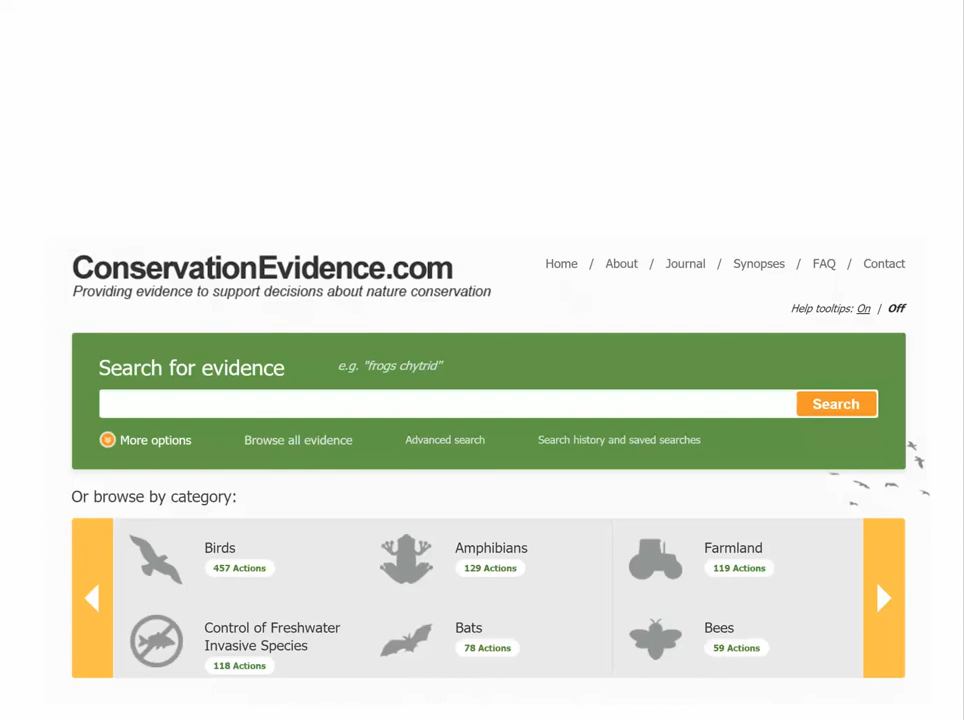 ConservationEvidence.com
Providing evidence to support decisions about nature conservation
Home / About / Journal / Synopses / FAQ / Contact
Help tooltips: On / Off
Search for evidence e.g. "frogs chytrid"
Search
More options Browse all evidence Advanced search Search history and saved searches
Or browse by category:
Birds
457 Actions
Amphibians
129 Actions
Farmland
119 Actions
Control of Freshwater
Invasive Species
118 Actions
Bats
78 Actions
Bees
59 Actions